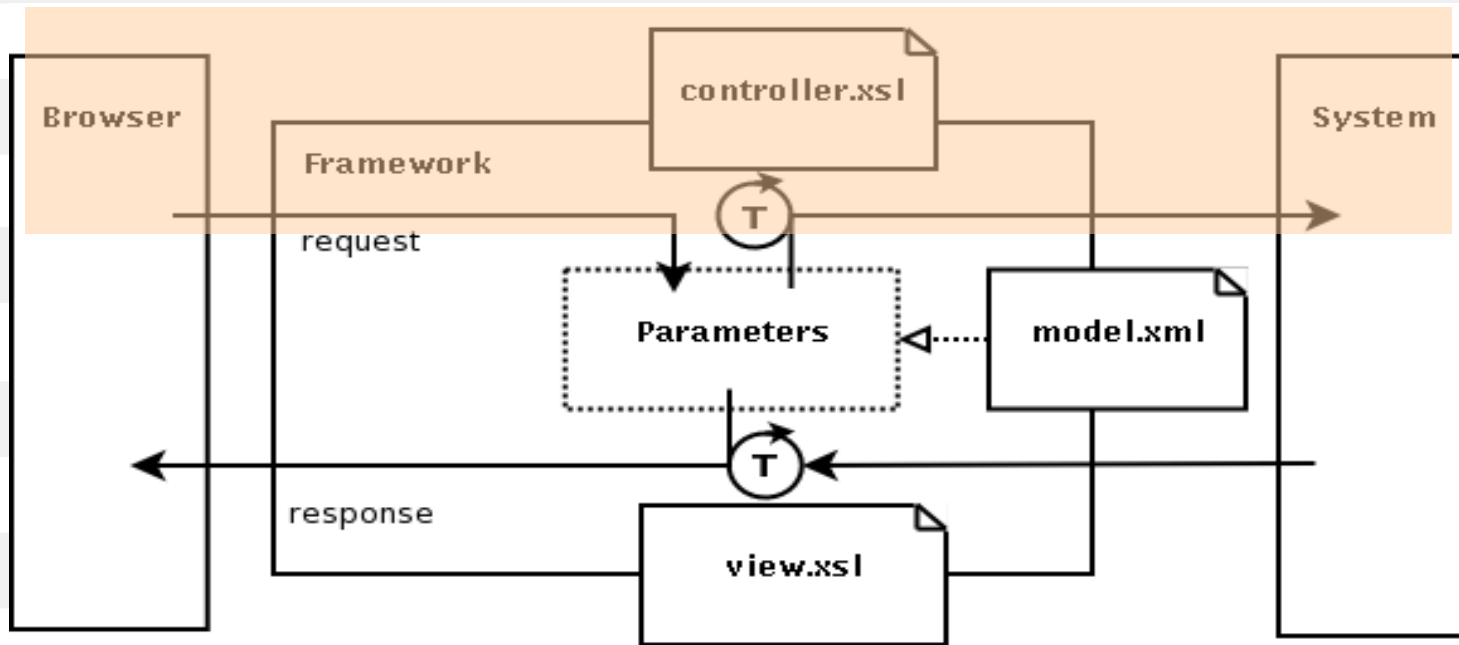 controller.xsl
Browser
System
Framework
T
request
Parameters
model.xml
T
response
view.xsl